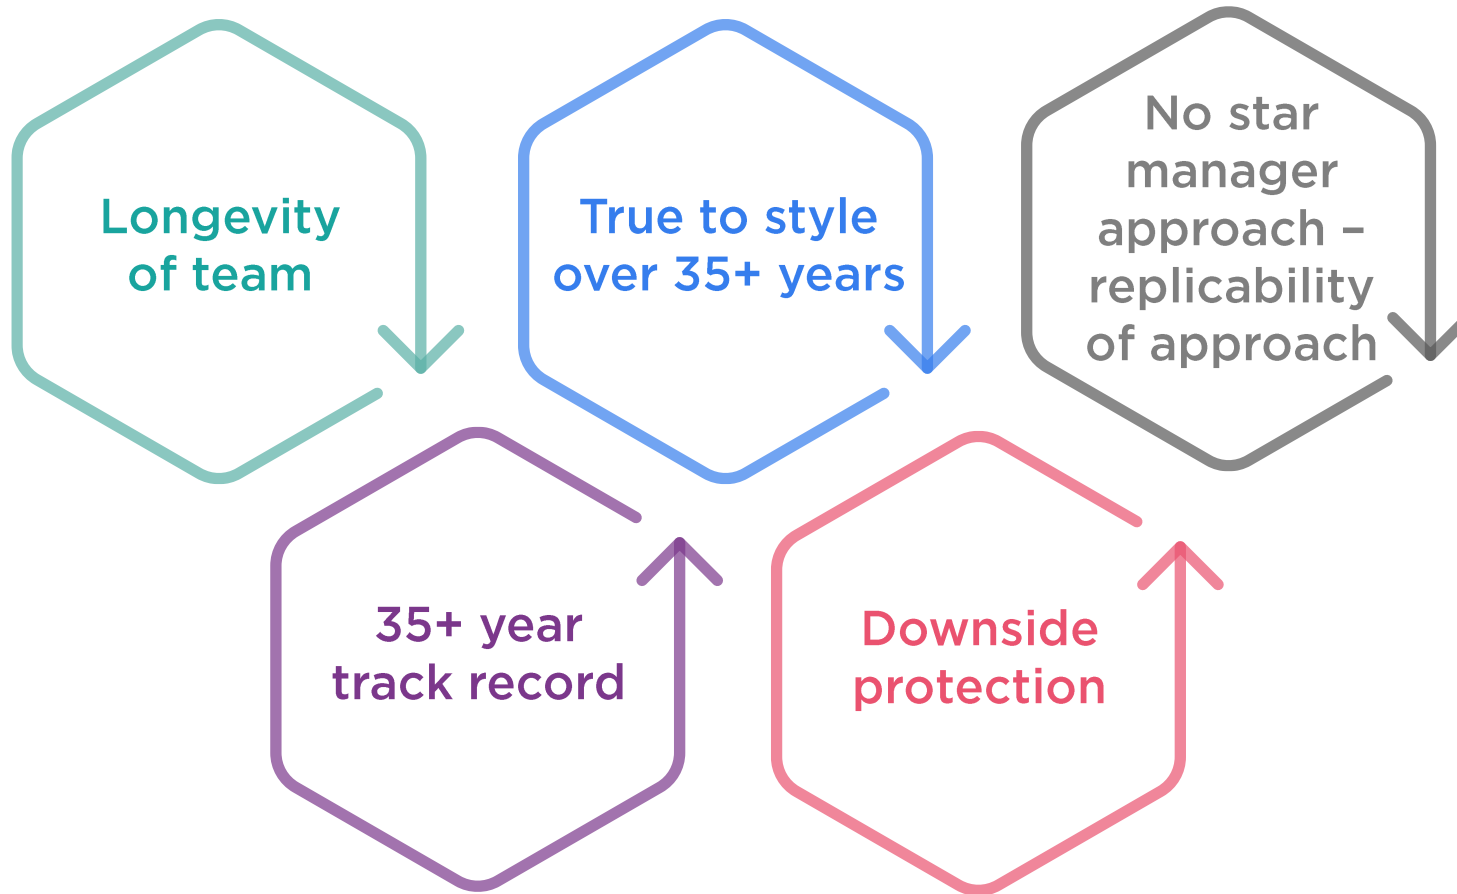 Longevity
of team
True to style
over 35+ years
No star
manager
approach –
replicability
of approach
35+ year
track record
Downside
protection